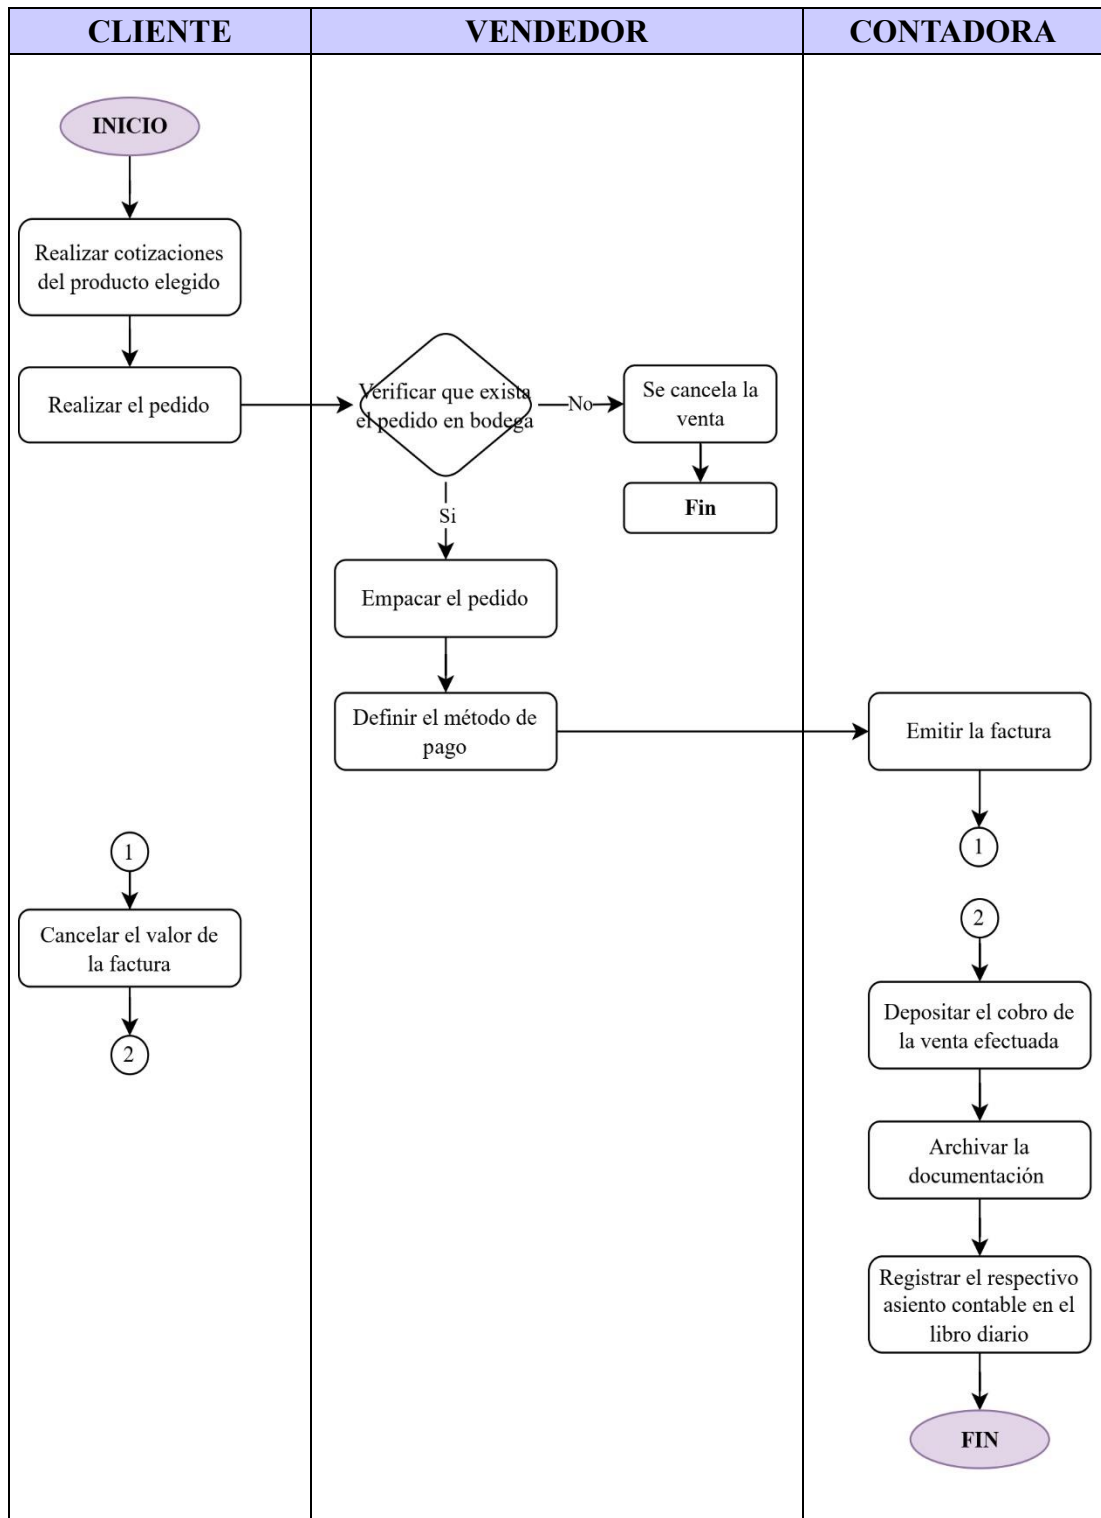 CLIENTE
VENDEDOR
CONTADORA
INICIO
Realizar cotizaciones
del producto elegido
Realizar el pedido
Verificar que exista
el pedido en bodega
No
Se cancela la
venta
Fin
Si
Empacar el pedido
Definir el método de
pago
Emitir la factura
1
1
Cancelar el valor de
la factura
2
2
Depositar el cobro de
la venta efectuada
Archivar la
documentación
Registrar el respectivo
asiento contable en el
libro diario
FIN